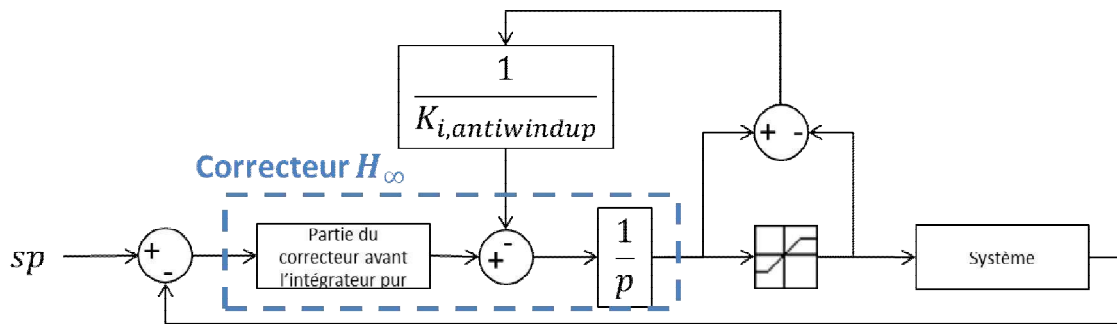 1
K_{i,antiwindup}
+ -
Correcteur H_∞
sp
+
-
Partie du
correcteur avant
l'intégrateur pur
-
+
1
p
Système